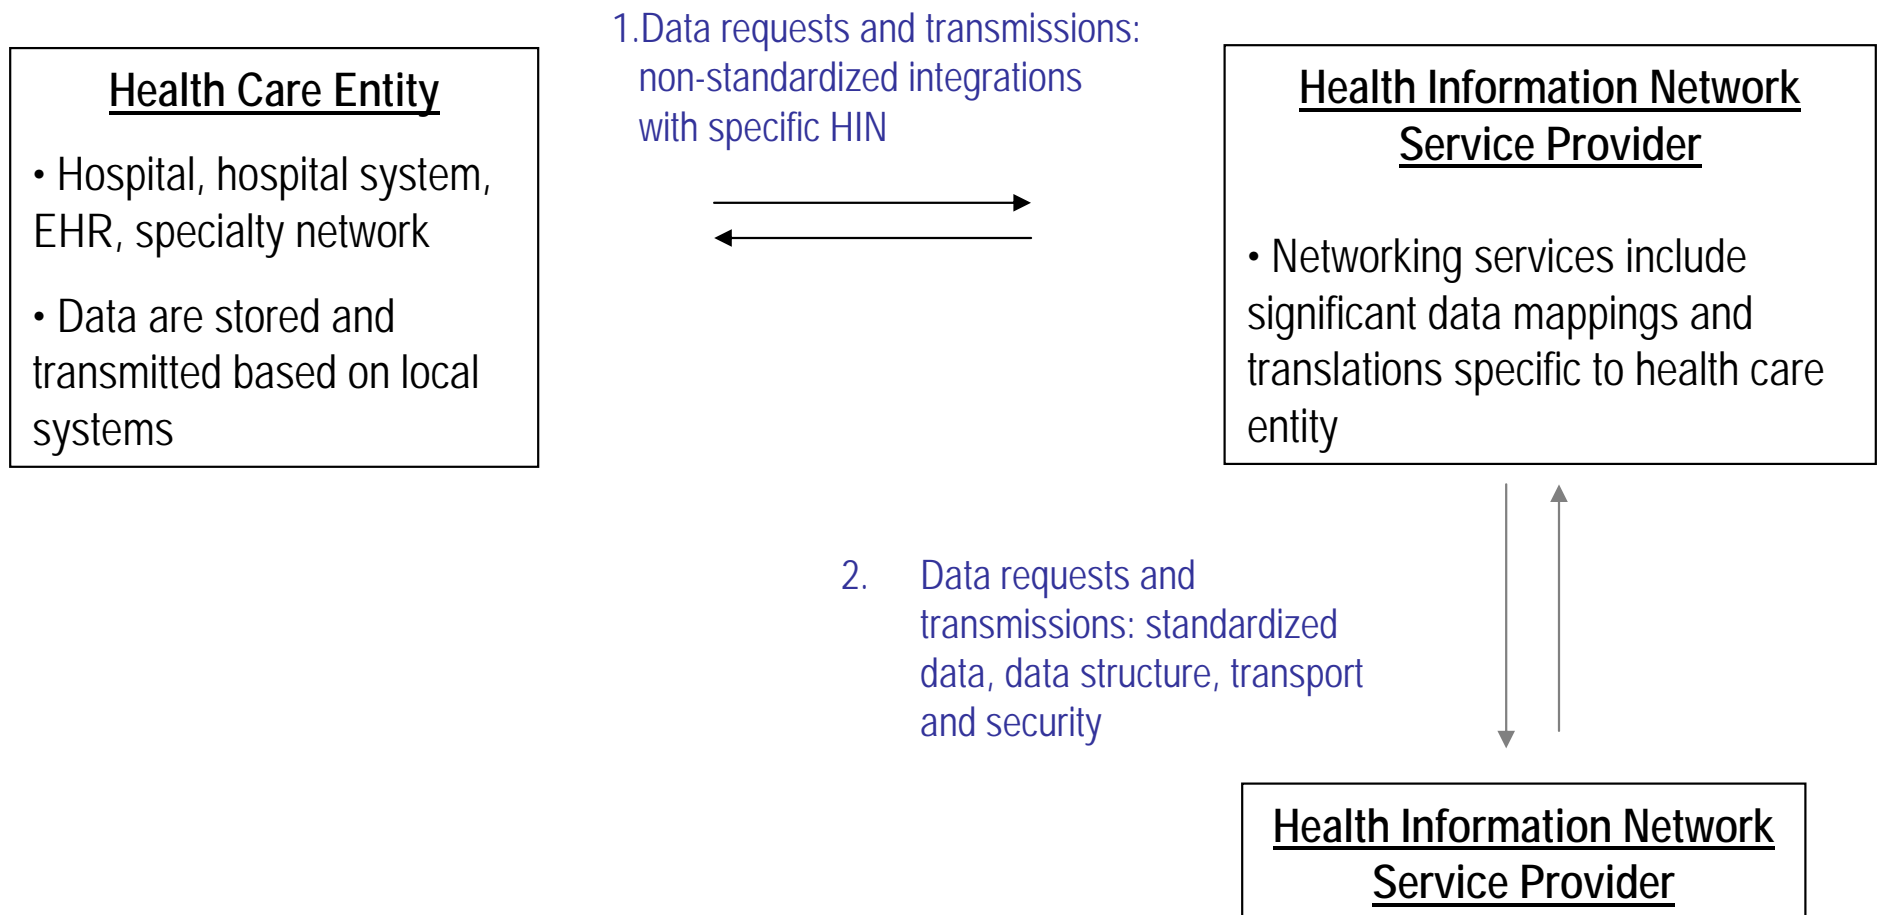 Health Care Entity
• Hospital, hospital system,
EHR, specialty network
• Data are stored and
transmitted based on local
systems
1.Data requests and transmissions:
non-standardized integrations
with specific HIN
Health Information Network
Service Provider
• Networking services include
significant data mappings and
translations specific to health care
entity
2. Data requests and
transmissions: standardized
data, data structure, transport
and security
Health Information Network
Service Provider